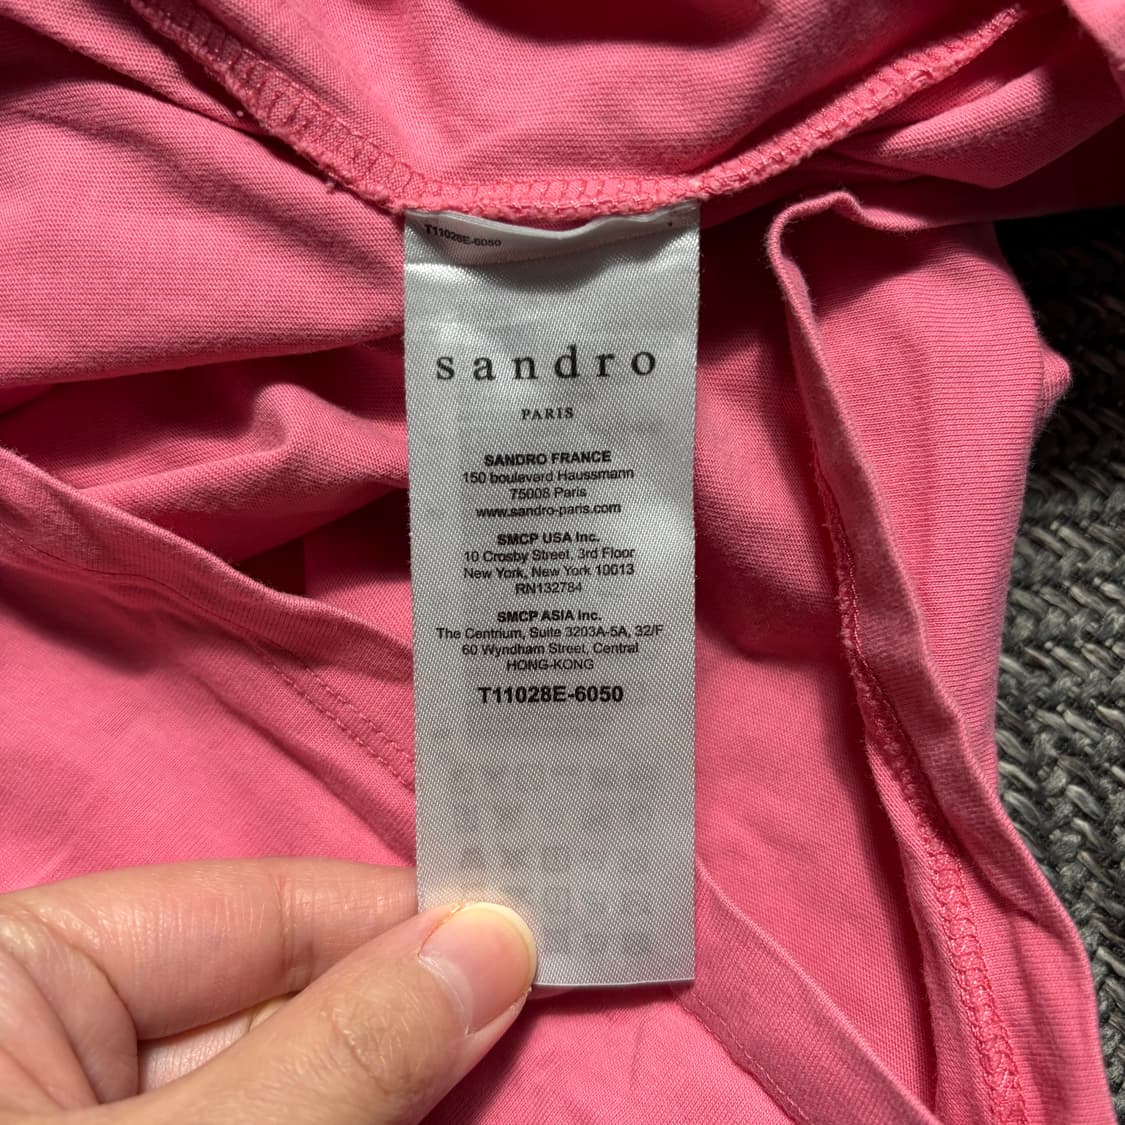 T11028E-6050
sandro
PARIS
SANDRO FRANCE
150 boulevard Haussmann
75008 Paris
www.sandro-paris.com
SMCP USA Inc.
10 Crosby Street, 3rd Floor
New York, New York 10013
RN132784
SMCP ASIA Inc.
The Centrium, Suite 3203A-5A, 32/F
60 Wyndham Street, Central
HONG-KONG
T11028E-6050